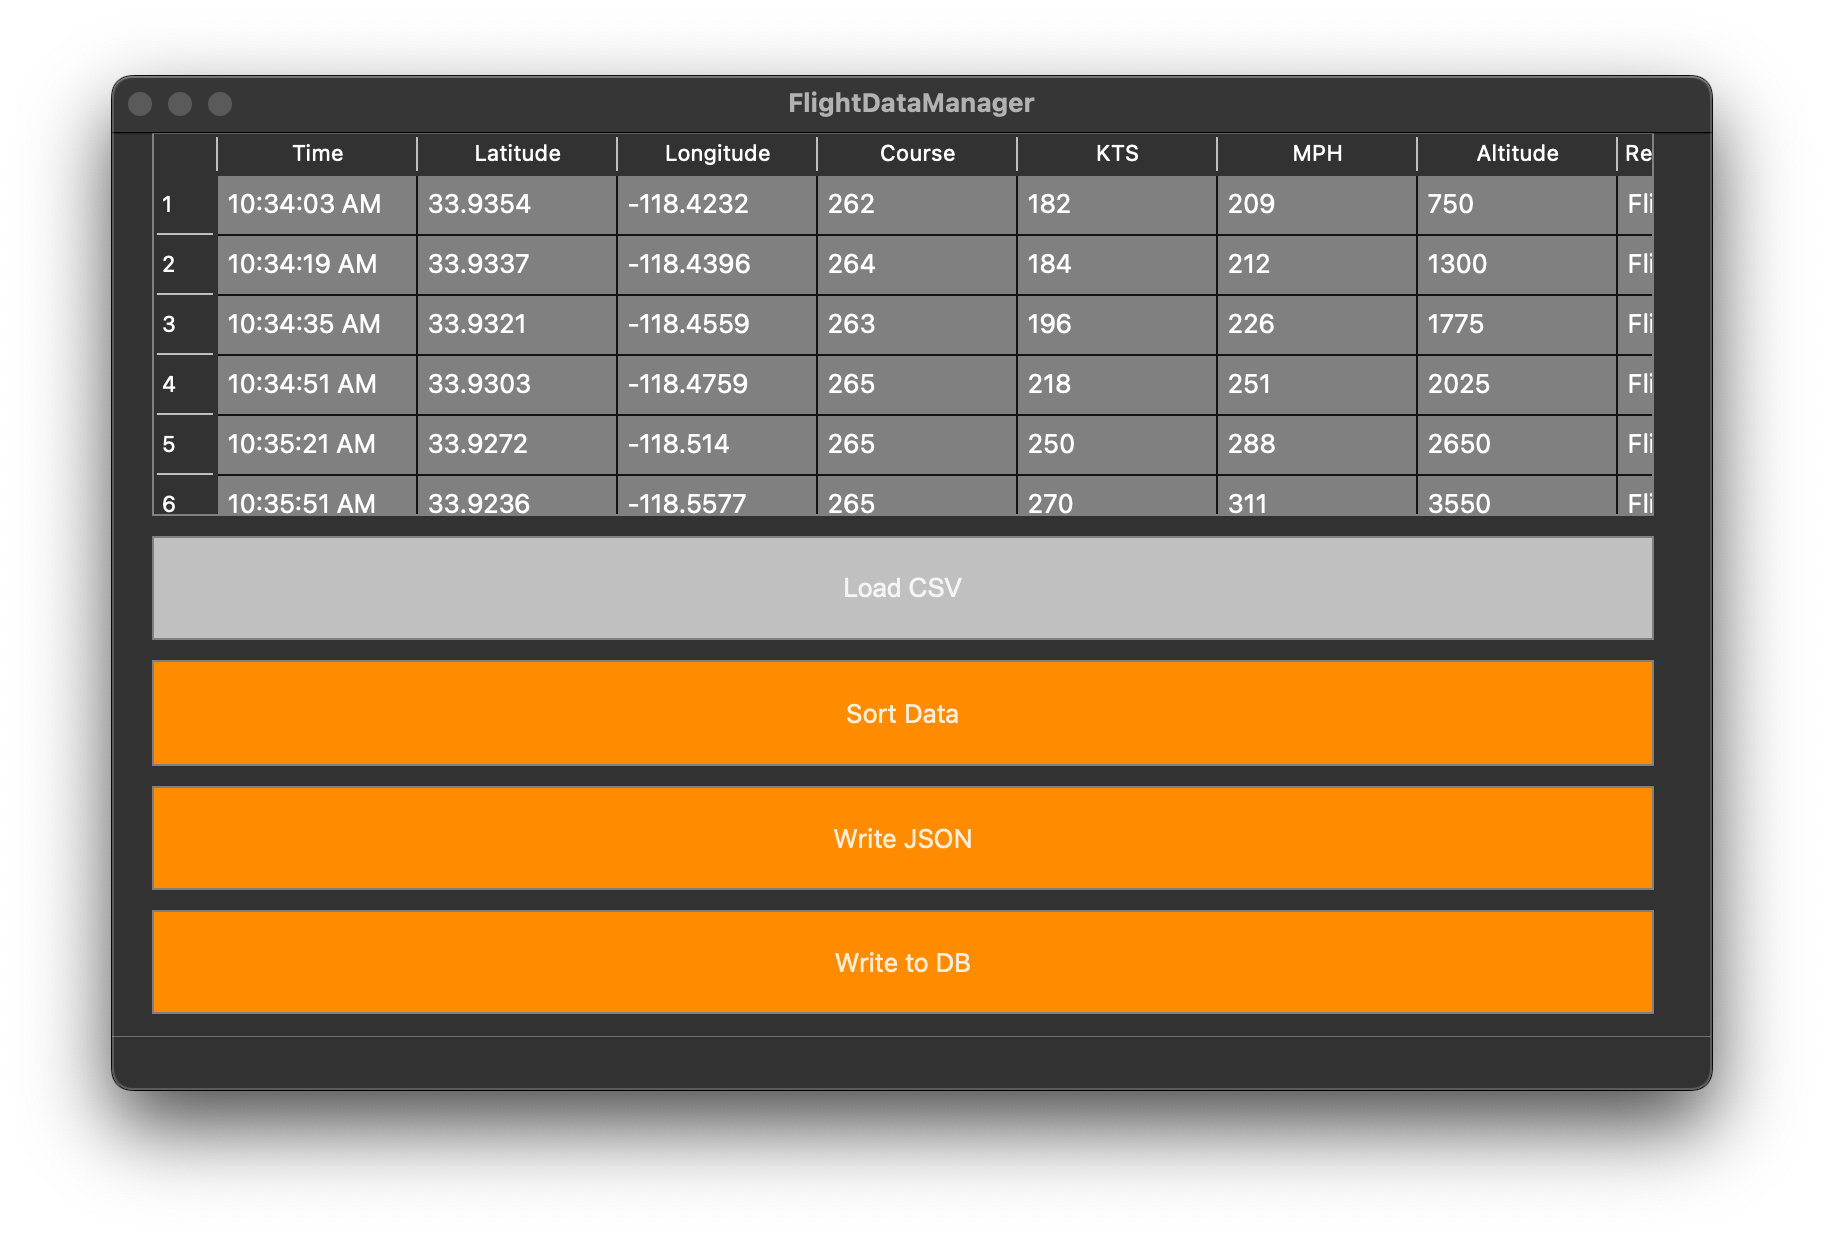 FlightDataManager
Time Latitude Longitude Course KTS MPH Altitude Re
1 10:34:03 AM 33.9354 -118.4232 262 182 209 750 Fli
2 10:34:19 AM 33.9337 -118.4396 264 184 212 1300 Fli
3 10:34:35 AM 33.9321 -118.4559 263 196 226 1775 Fli
4 10:34:51 AM 33.9303 -118.4759 265 218 251 2025 Fli
5 10:35:21 AM 33.9272 -118.514 265 250 288 2650 Fli
6 10:35:51 AM 33.9236 -118.5577 265 270 311 3550 Fli
Load CSV
Sort Data
Write JSON
Write to DB